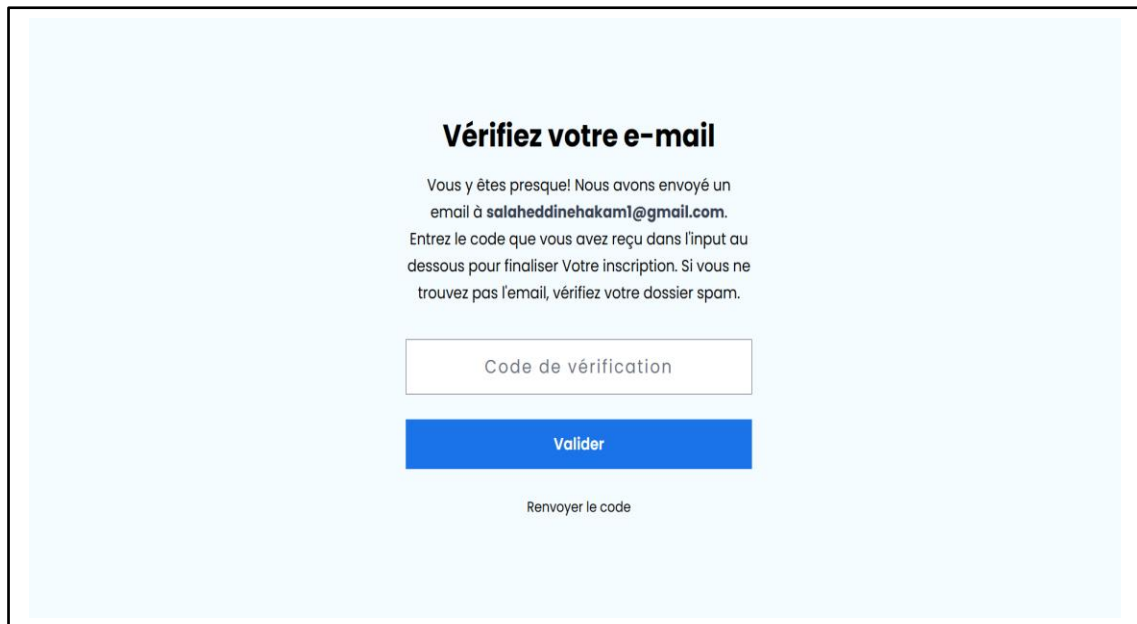 Vérifiez votre e-mail
Vous y êtes presque! Nous avons envoyé un
email à salaheddinehakam1@gmail.com.
Entrez le code que vous avez reçu dans l'input au
dessous pour finaliser Votre inscription. Si vous ne
trouvez pas l'email, vérifiez votre dossier spam.
Code de vérification
Valider
Renvoyer le code